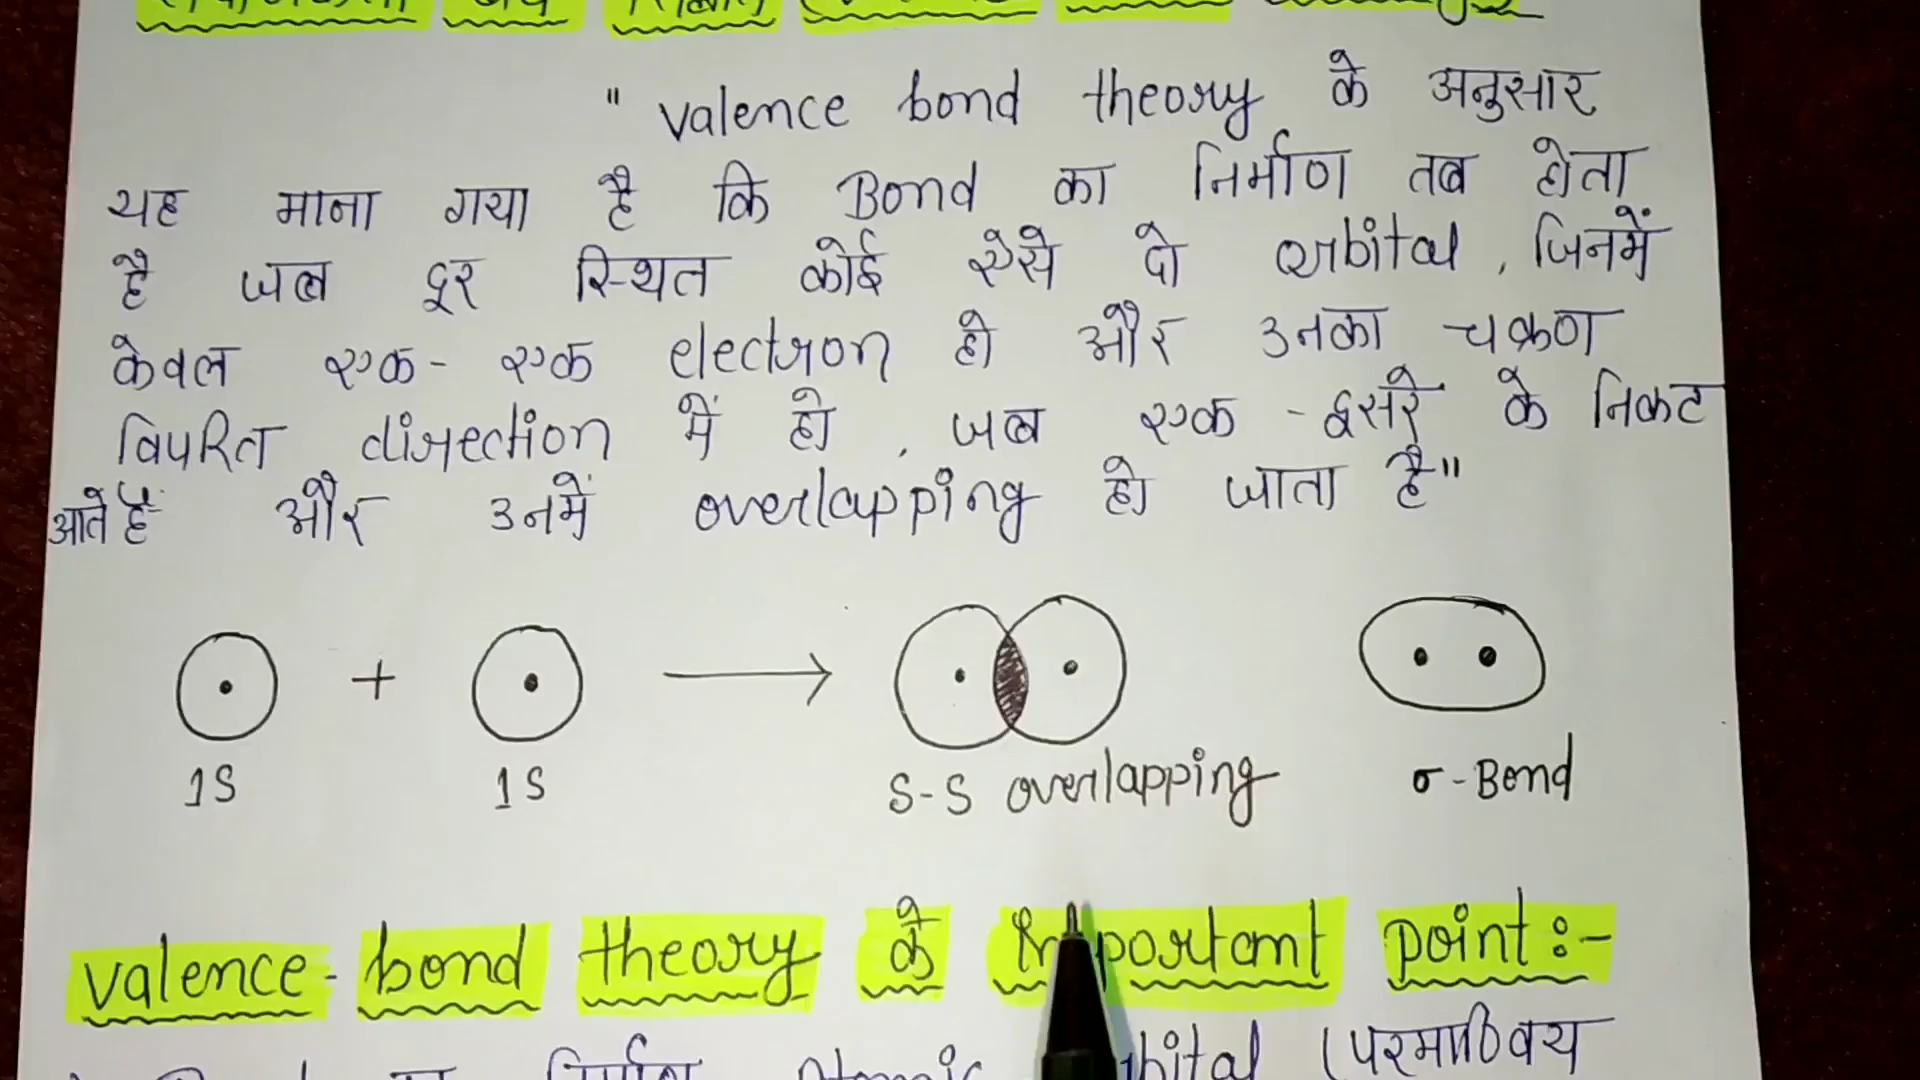 " valence bond theory के अनुसार
यह माना गया है कि Bond का निर्माण तब होता
है जब दूर स्थित कोई ऐसे दो orbital , जिनमें
केवल एक - एक electron हो और उनका चक्रण
विपरित direction में हो , जब एक - दूसरे के निकट
आते हैं और उनमें overlapping हो जाता है"
+
1S 1S S-S overlapping σ-Bond
valence-bond theory के Important point:-
निर्माण Atomic orbital (परमाण्विय